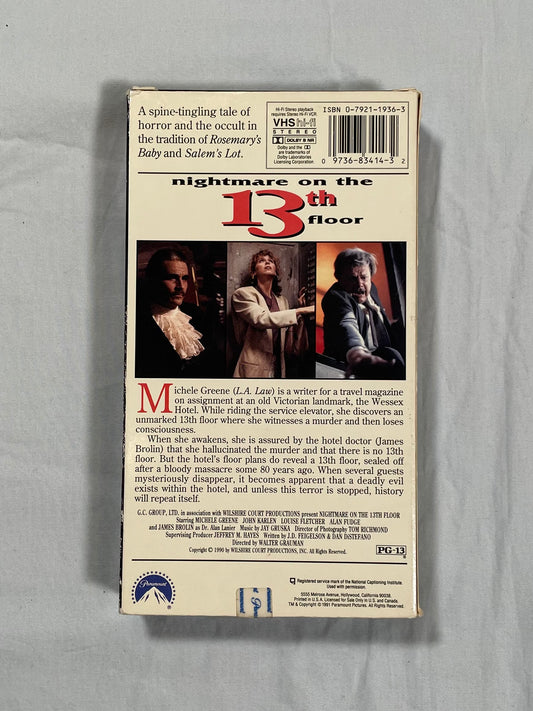 A spine-tingling tale of
horror and the occult in
the tradition of Rosemary's
Baby and Salem's Lot.
Hi-Fi Stereo playback
requires Stereo Hi-Fi VCR
VHS hi-fi
STEREO
DOLBY B NR
Dolby and the
are trademarks of
Dolby Laboratories
Licensing Corporation.
ISBN 0-7921-1936-3
0 9736-83414-3 2
nightmare on the
13th
floor
Michele Greene (L.A. Law) is a writer for a travel magazine
on assignment at an old Victorian landmark, the Wessex
Hotel. While riding the service elevator, she discovers an
unmarked 13th floor where she witnesses a murder and then loses
consciousness.
When she awakens, she is assured by the hotel doctor (James
Brolin) that she hallucinated the murder and that there is no 13th
floor. But the hotel's floor plans do reveal a 13th floor, sealed off
after a bloody massacre some 80 years ago. When several guests
mysteriously disappear, it becomes apparent that a deadly evil
exists within the hotel, and unless this terror is stopped, history
will repeat itself.
G.C. GROUP, LTD. in association with WILSHIRE COURT PRODUCTIONS present NIGHTMARE ON THE 13TH FLOOR
Starring MICHELE GREENE JOHN KARLEN LOUISE FLETCHER ALAN FUDGE
and JAMES BROLIN as Dr. Alan Lanier Music by JAY GRUSKA Director of Photography TOM RICHMOND
Supervising Producer JEFFREY M. HAYES Written by J.D. FEIGELSON & DAN DiSTEFANO
Directed by WALTER GRAUMAN
Copyright © 1990 by WILSHIRE COURT PRODUCTIONS, INC. All Rights Reserved.
PG-13
Paramount
Registered service mark of the National Captioning Institute.
Used with permission.
5555 Melrose Avenue, Hollywood, California 90038.
Printed in U.S.A. Licensed for Sale Only in U.S. and Canada.
TM & Copyright © 1991 Paramount Pictures. All Rights Reserved.